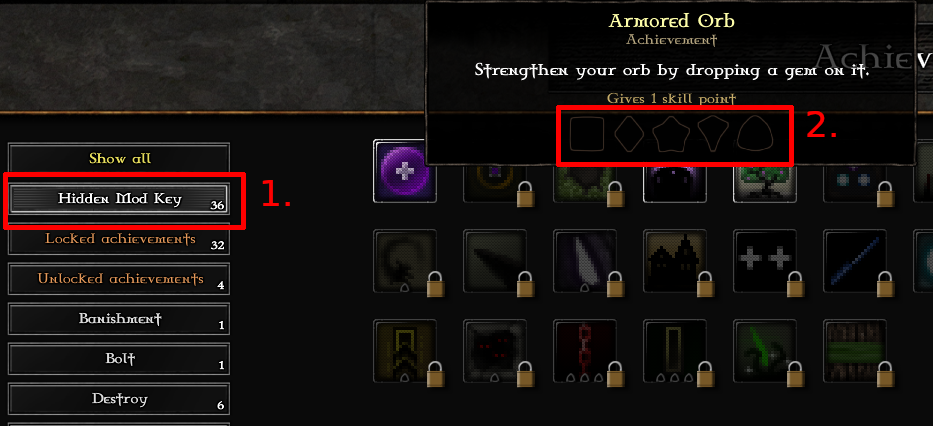 Armored Orb
Achievement
Strengthen your orb by dropping a gem on it.
Gives 1 skill point
2.
Show all
1.
Hidden Mod Key
36
Locked achievements
32
Unlocked achievements
4
Banishment
1
Bolt
1
Destroy
6